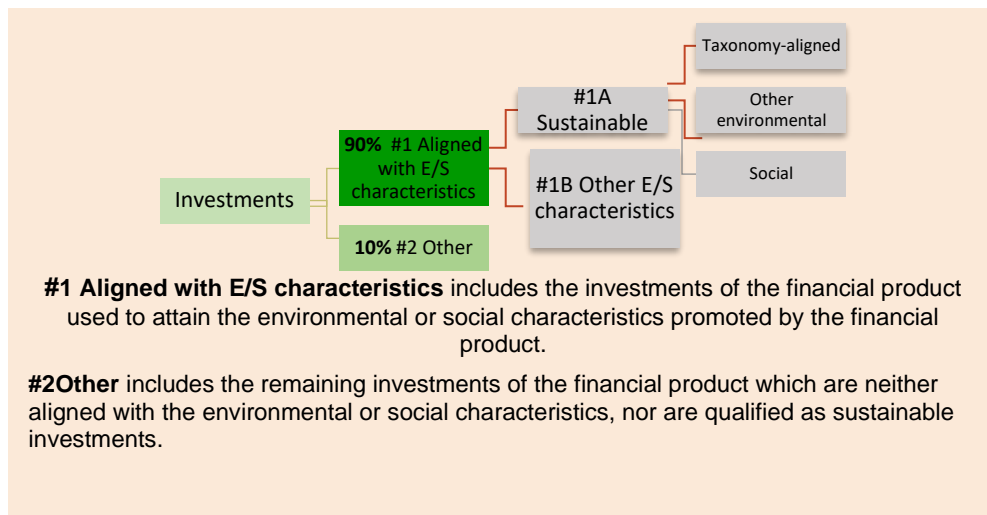 Investments
90% #1 Aligned
with E/S
characteristics
10% #2 Other
#1A
Sustainable
#1B Other E/S
characteristics
Taxonomy-aligned
Other
environmental
Social
#1 Aligned with E/S characteristics includes the investments of the financial product
used to attain the environmental or social characteristics promoted by the financial
product.
#2Other includes the remaining investments of the financial product which are neither
aligned with the environmental or social characteristics, nor are qualified as sustainable
investments.